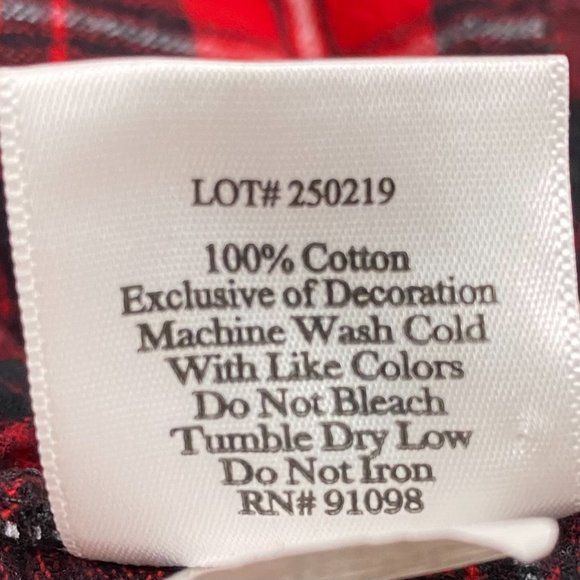 LOT# 250219
100% Cotton
Exclusive of Decoration
Machine Wash Cold
With Like Colors
Do Not Bleach
Tumble Dry Low
Do Not Iron
RN# 91098